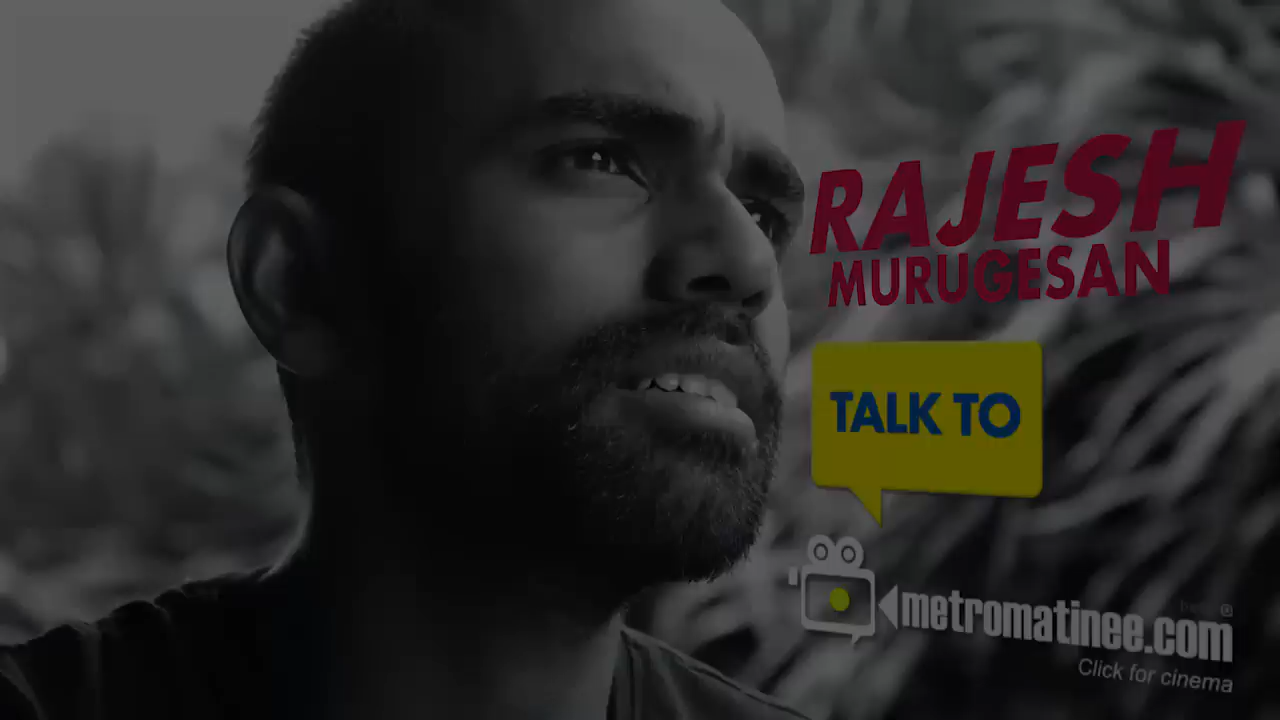 RAJESH
MURUGESAN
TALK TO
metromatinee.com®
Click for cinema